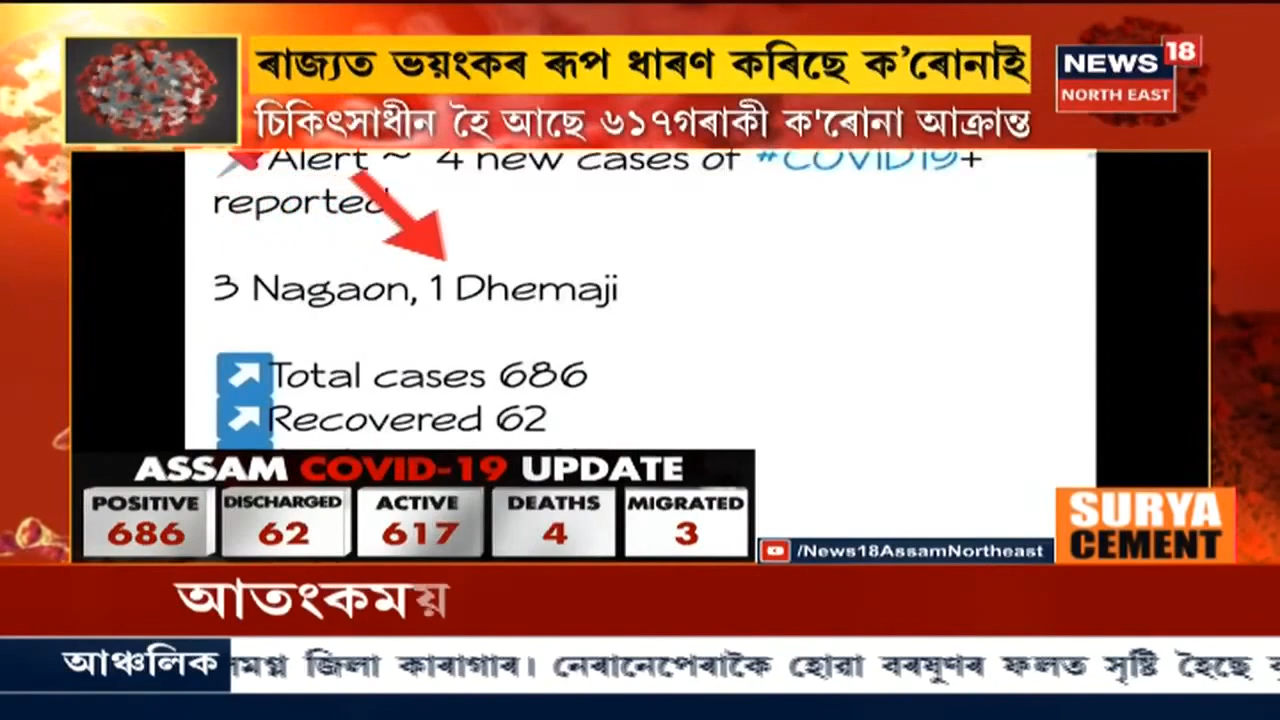 ৰাজ্যত ভয়ংকৰ ৰূপ ধাৰণ কৰিছে ক’ৰোনাই
চিকিৎসাধীন হৈ আছে ৬১৭গৰাকী ক'ৰোনা আক্ৰান্ত
NEWS 18
NORTH EAST
Alert ~ 4 new cases of #COVID19+
reported
3 Nagaon, 1 Dhemaji
Total cases 686
Recovered 62
ASSAM COVID-19 UPDATE
POSITIVE DISCHARGED ACTIVE DEATHS MIGRATED
686 62 617 4 3
/News18AssamNortheast
SURYA
CEMENT
আতংকময়
আঞ্চলিক জিলা কাৰাগাৰ। নেৰানেপেৰাকৈ হোৱা বৰষুণৰ ফলত সৃষ্টি হৈছে